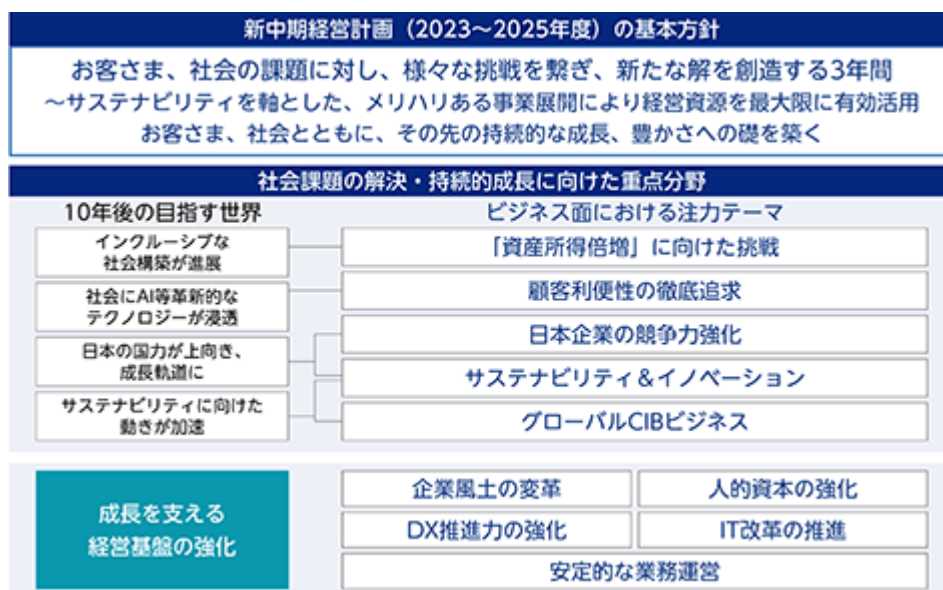 新中期経営計画（2023～2025年度）の基本方針
お客さま、社会の課題に対し、様々な挑戦を繋ぎ、新たな解を創造する3年間
～サステナビリティを軸とした、メリハリある事業展開により経営資源を最大限に有効活用
お客さま、社会とともに、その先の持続的な成長、豊かさへの礎を築く
社会課題の解決・持続的成長に向けた重点分野
10年後の目指す世界
ビジネス面における注力テーマ
インクルーシブな
社会構築が進展
「資産所得倍増」に向けた挑戦
社会にAI等革新的な
テクノロジーが浸透
顧客利便性の徹底追求
日本の国力が上向き、
成長軌道に
日本企業の競争力強化
サステナビリティ＆イノベーション
サステナビリティに向けた
動きが加速
グローバルCIBビジネス
成長を支える
経営基盤の強化
企業風土の変革
人的資本の強化
DX推進力の強化
IT改革の推進
安定的な業務運営